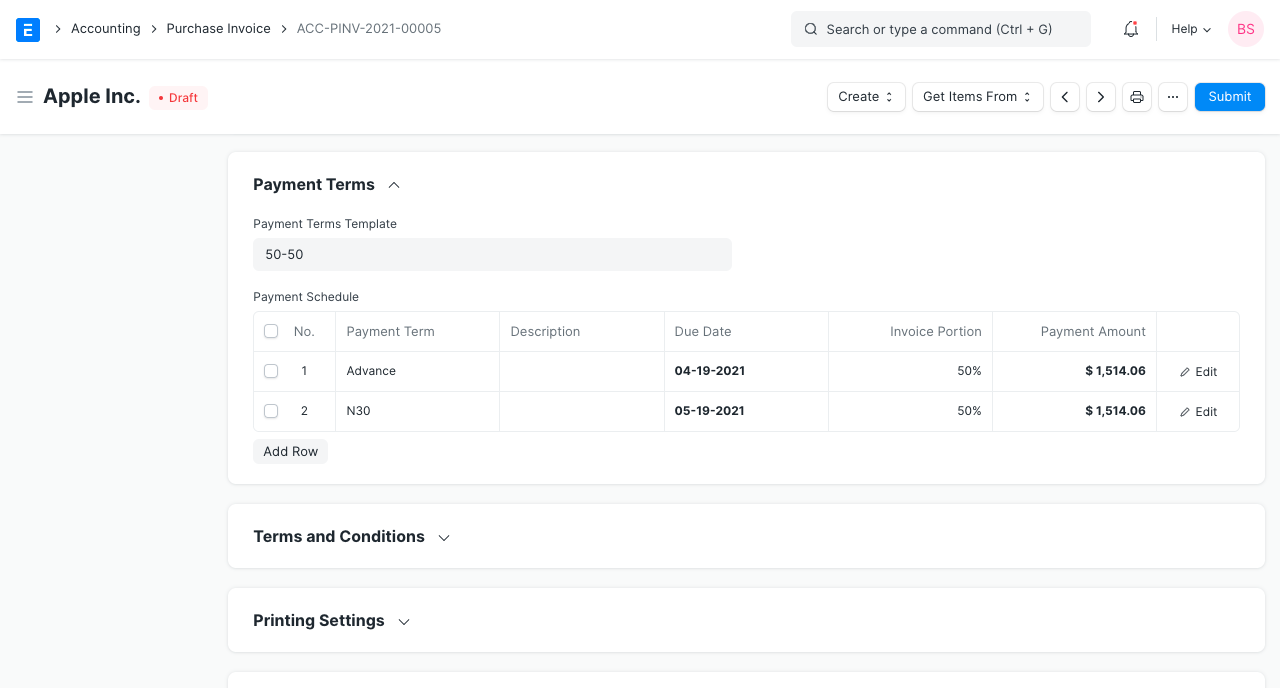 E Accounting Purchase Invoice ACC-PINV-2021-00005 Search or type a command (Ctrl + G) Help BS
Apple Inc. • Draft Create Get Items From ... Submit
Payment Terms
Payment Terms Template
50-50
Payment Schedule
No. Payment Term Description Due Date Invoice Portion Payment Amount
1 Advance 04-19-2021 50% $ 1,514.06 Edit
2 N30 05-19-2021 50% $ 1,514.06 Edit
Add Row
Terms and Conditions
Printing Settings